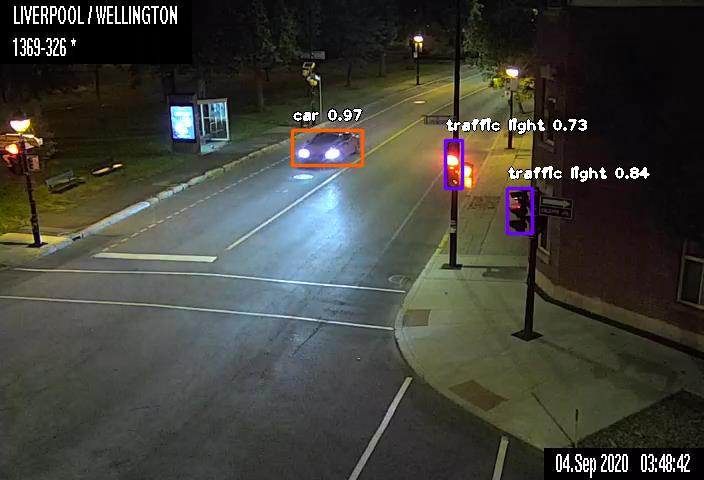 LIVERPOOL / WELLINGTON
1369-326 *
car 0.97
traffic light 0.73
traffic light 0.84
04.Sep 2020 03:48:42